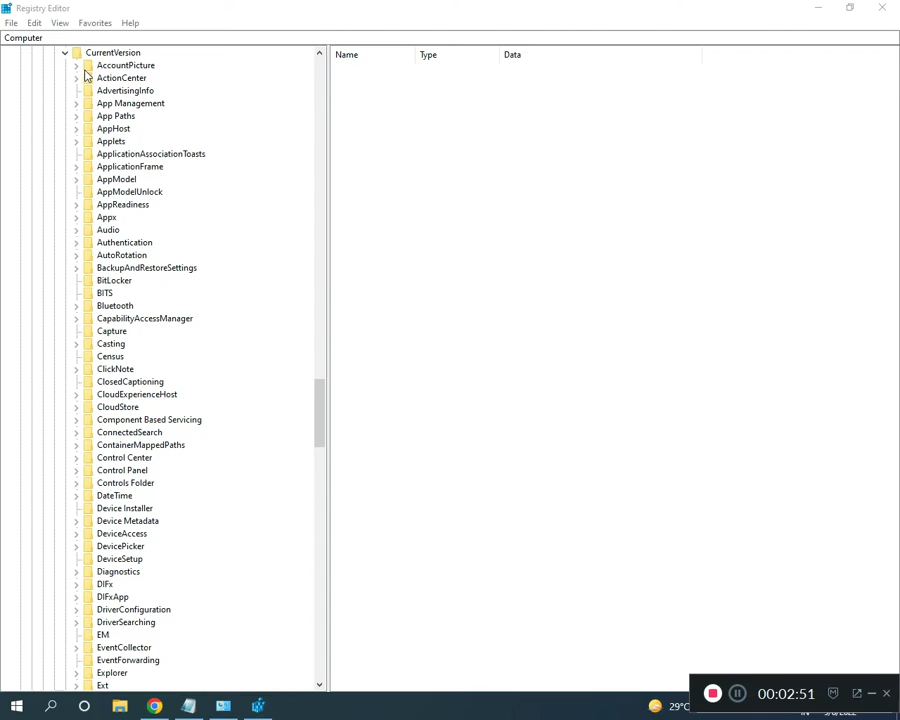 Registry Editor
File Edit View Favorites Help
Computer
Name Type Data
CurrentVersion
AccountPicture
ActionCenter
AdvertisingInfo
App Management
App Paths
AppHost
Applets
ApplicationAssociationToasts
ApplicationFrame
AppModel
AppModelUnlock
AppReadiness
Appx
Audio
Authentication
AutoRotation
BackupAndRestoreSettings
BitLocker
BITS
Bluetooth
CapabilityAccessManager
Capture
Casting
Census
ClickNote
ClosedCaptioning
CloudExperienceHost
CloudStore
Component Based Servicing
ConnectedSearch
ContainerMappedPaths
Control Center
Control Panel
Controls Folder
DateTime
Device Installer
Device Metadata
DeviceAccess
DevicePicker
DeviceSetup
Diagnostics
DIFx
DIFxApp
DriverConfiguration
DriverSearching
EM
EventCollector
EventForwarding
Explorer
Ext
00:02:51
29°C